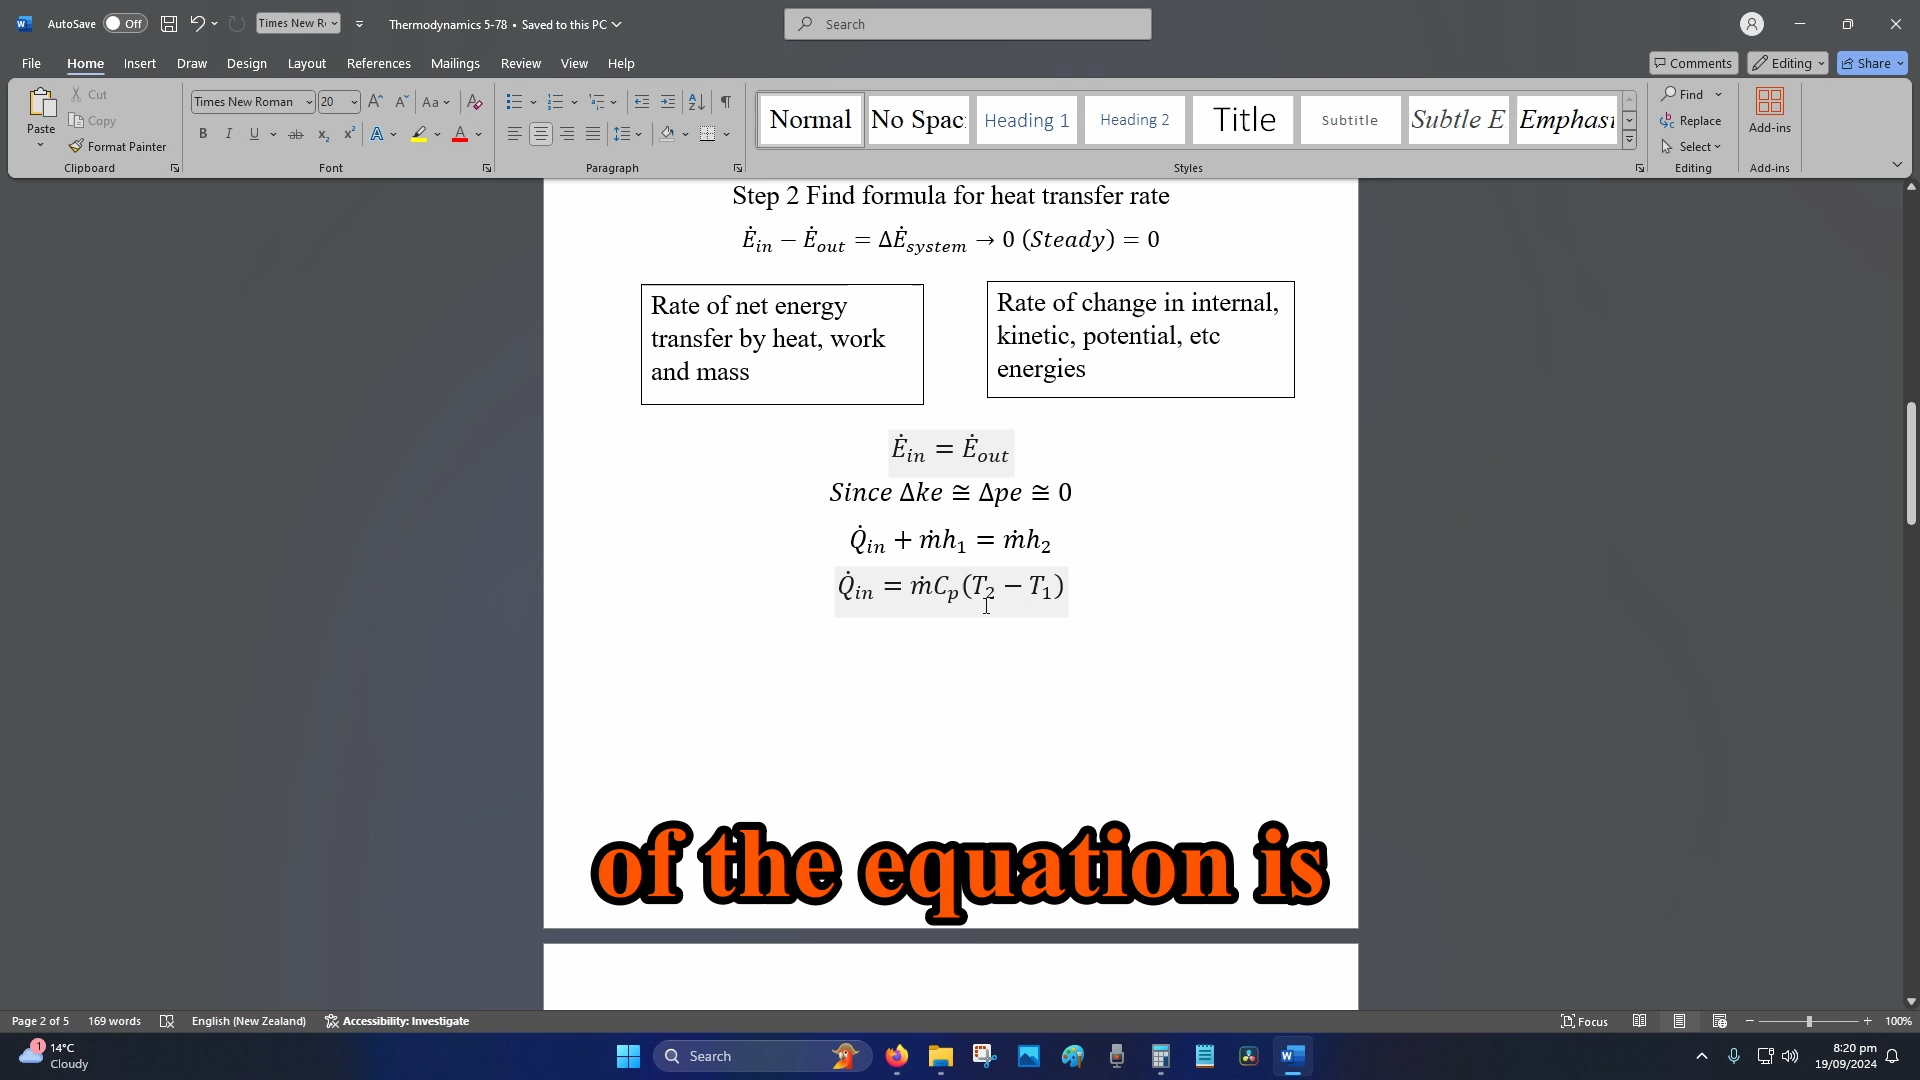 AutoSave Off Times New R Thermodynamics 5-78 • Saved to this PC Search
File Home Insert Draw Design Layout References Mailings Review View Help Comments Editing Share
Paste Cut Copy Format Painter
Clipboard
Times New Roman 20 Aa
Font
Paragraph
Normal No Spac Heading 1 Heading 2 Title Subtitle Subtle E Emphasi
Styles
Find Replace Select
Editing
Add-ins
Add-ins
Step 2 Find formula for heat transfer rate
Ė_in − Ė_out = ΔĖ_system → 0 (Steady) = 0
Rate of net energy
transfer by heat, work
and mass
Rate of change in internal,
kinetic, potential, etc
energies
Ė_in = Ė_out
Since Δke ≅ Δpe ≅ 0
Q̇_in + ṁh₁ = ṁh₂
Q̇_in = ṁC_p(T₂ − T₁)
of the equation is
Page 2 of 5 169 words English (New Zealand) Accessibility: Investigate Focus 100%
1 14°C
Cloudy
Search
8:20 pm
19/09/2024